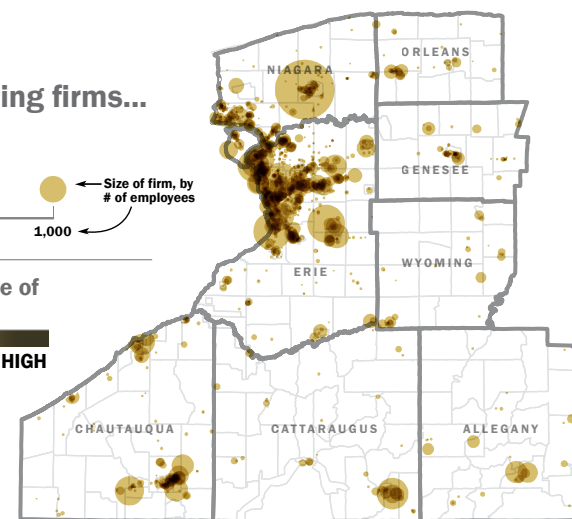 ing firms...
Size of firm, by
# of employees
1,000
e of
HIGH
NIAGARA
ORLEANS
GENESEE
ERIE
WYOMING
CHAUTAUQUA
CATTARAUGUS
ALLEGANY